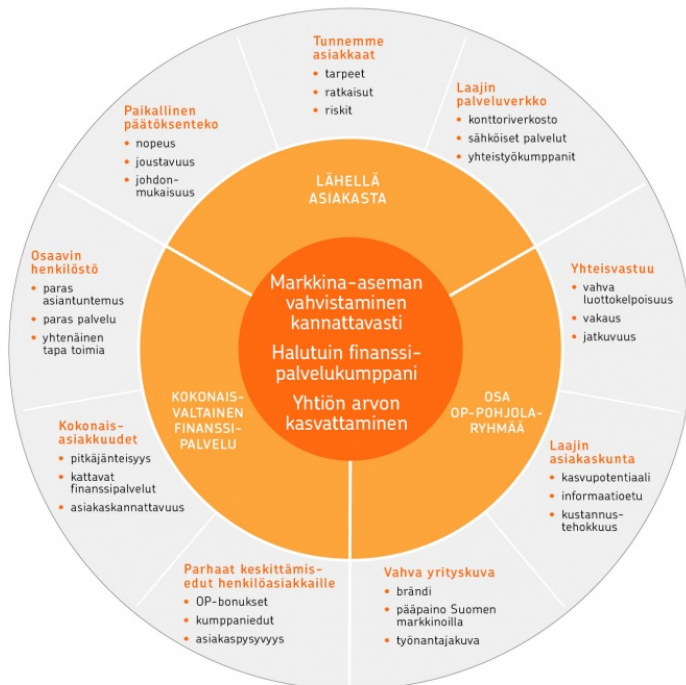 Tunnemme
asiakkaat
• tarpeet
• ratkaisut
• riskit
Laajin
palveluverkko
• konttoriverkosto
• sähköiset palvelut
• yhteistyökumppanit
Yhteisvastuu
• vahva
luottokelpoisuus
• vakaus
• jatkuvuus
Laajin
asiakaskunta
• kasvupotentiaali
• informaatioetu
• kustannus-
tehokkuus
Vahva yrityskuva
• brändi
• pääpaino Suomen
markkinoilla
• työnantajakuva
Parhaat keskittämis-
edut henkilöasiakkaille
• OP-bonukset
• kumppaniedut
• asiakaspysyvyys
Kokonais-
asiakkuudet
• pitkäjänteisyys
• kattavat
finanssipalvelut
• asiakaskannattavuus
Osaavin
henkilöstö
• paras
asiantuntemus
• paras palvelu
• yhtenäinen
tapa toimia
Paikallinen
päätöksenteko
• nopeus
• joustavuus
• johdon-
mukaisuus
LÄHELLÄ
ASIAKASTA
OSA
OP-POHJOLA-
RYHMÄÄ
KOKONAIS-
VALTAINEN
FINANSSI-
PALVELU
Markkina-aseman
vahvistaminen
kannattavasti
Halutuin finanssi-
palvelukumppani
Yhtiön arvon
kasvattaminen